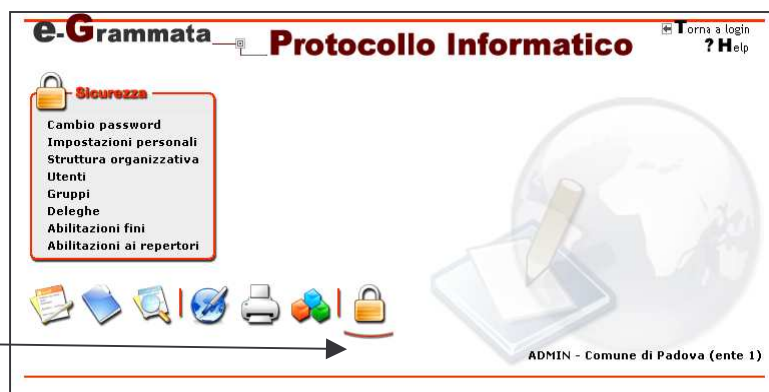 e-Grammata
Protocollo Informatico
Torna a login
? Help
Sicurezza
Cambio password
Impostazioni personali
Struttura organizzativa
Utenti
Gruppi
Deleghe
Abilitazioni fini
Abilitazioni ai repertori
ADMIN - Comune di Padova (ente 1)